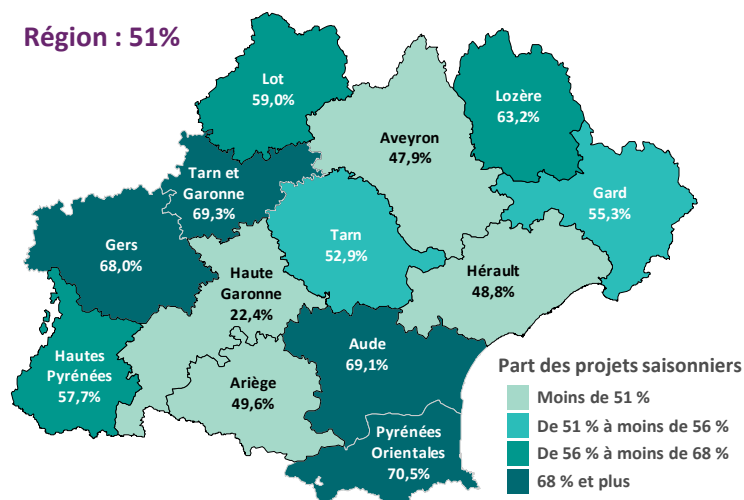 Région : 51%
Lot
59,0%
Lozère
63,2%
Aveyron
47,9%
Tarn et
Garonne
69,3%
Gard
55,3%
Gers
68,0%
Tarn
52,9%
Haute
Garonne
22,4%
Hérault
48,8%
Hautes
Pyrénées
57,7%
Aude
69,1%
Ariège
49,6%
Pyrénées
Orientales
70,5%
Part des projets saisonniers
Moins de 51 %
De 51 % à moins de 56 %
De 56 % à moins de 68 %
68 % et plus